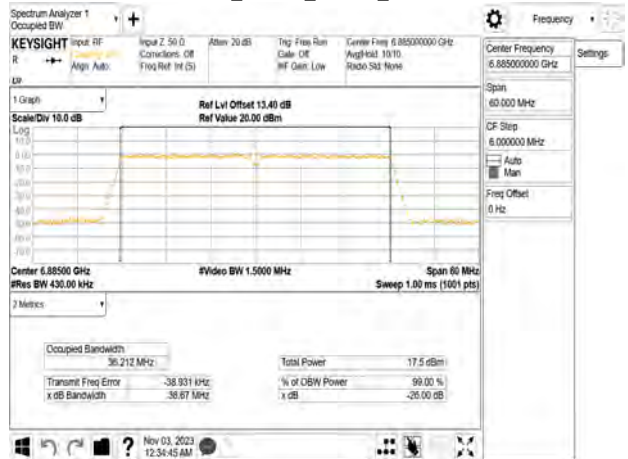 Spectrum Analyzer 1
Occupied BW
Frequency
KEYSIGHT
R
Input: RF
Align: Auto
Input Z: 50 Ω
Corrections: Off
Freq Ref: Int (S)
Atten: 20 dB
Trig: Free Run
Gate: Off
#IF Gain: Low
Center Freq: 6.885000000 GHz
Avg|Hold: 10/10
Radio Std: None
Center Frequency
6.885000000 GHz
Settings
Span
60.000 MHz
CF Step
6.000000 MHz
Auto
Man
Freq Offset
0 Hz
1 Graph
Scale/Div 10.0 dB
Ref Lvl Offset 13.40 dB
Ref Value 20.00 dBm
Log
Center 6.88500 GHz
#Res BW 430.00 kHz
#Video BW 1.5000 MHz
Span 60 MHz
Sweep 1.00 ms (1001 pts)
2 Metrics
Occupied Bandwidth
36.212 MHz
Total Power
17.5 dBm
Transmit Freq Error
-38.931 kHz
% of OBW Power
99.00 %
x dB Bandwidth
38.67 MHz
x dB
-26.00 dB
Nov 03, 2023
12:34:45 AM